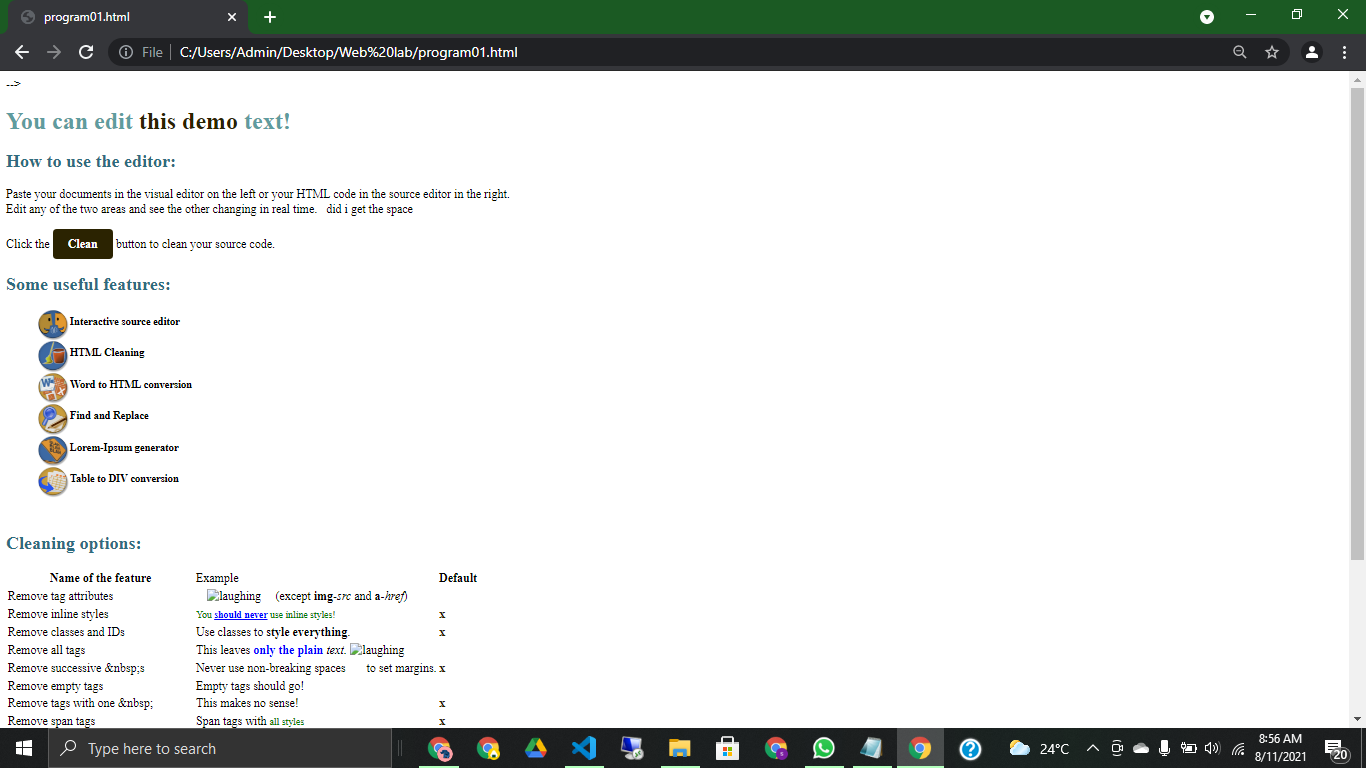 program01.html
File C:/Users/Admin/Desktop/Web%20lab/program01.html
-->
You can edit this demo text!
How to use the editor:
Paste your documents in the visual editor on the left or your HTML code in the source editor in the right.
Edit any of the two areas and see the other changing in real time.   did i get the space
Click the Clean button to clean your source code.
Some useful features:
Interactive source editor
HTML Cleaning
Word to HTML conversion
Find and Replace
Lorem-Ipsum generator
Table to DIV conversion
Cleaning options:
Name of the feature Example Default
Remove tag attributes laughing (except img-src and a-href)
Remove inline styles You should never use inline styles! x
Remove classes and IDs Use classes to style everything. x
Remove all tags This leaves only the plain text. laughing
Remove successive &nbsp;s Never use non-breaking spaces to set margins. x
Remove empty tags Empty tags should go!
Remove tags with one &nbsp; This makes no sense! x
Remove span tags Span tags with all styles x
Type here to search 24°C 8:56 AM
8/11/2021 20